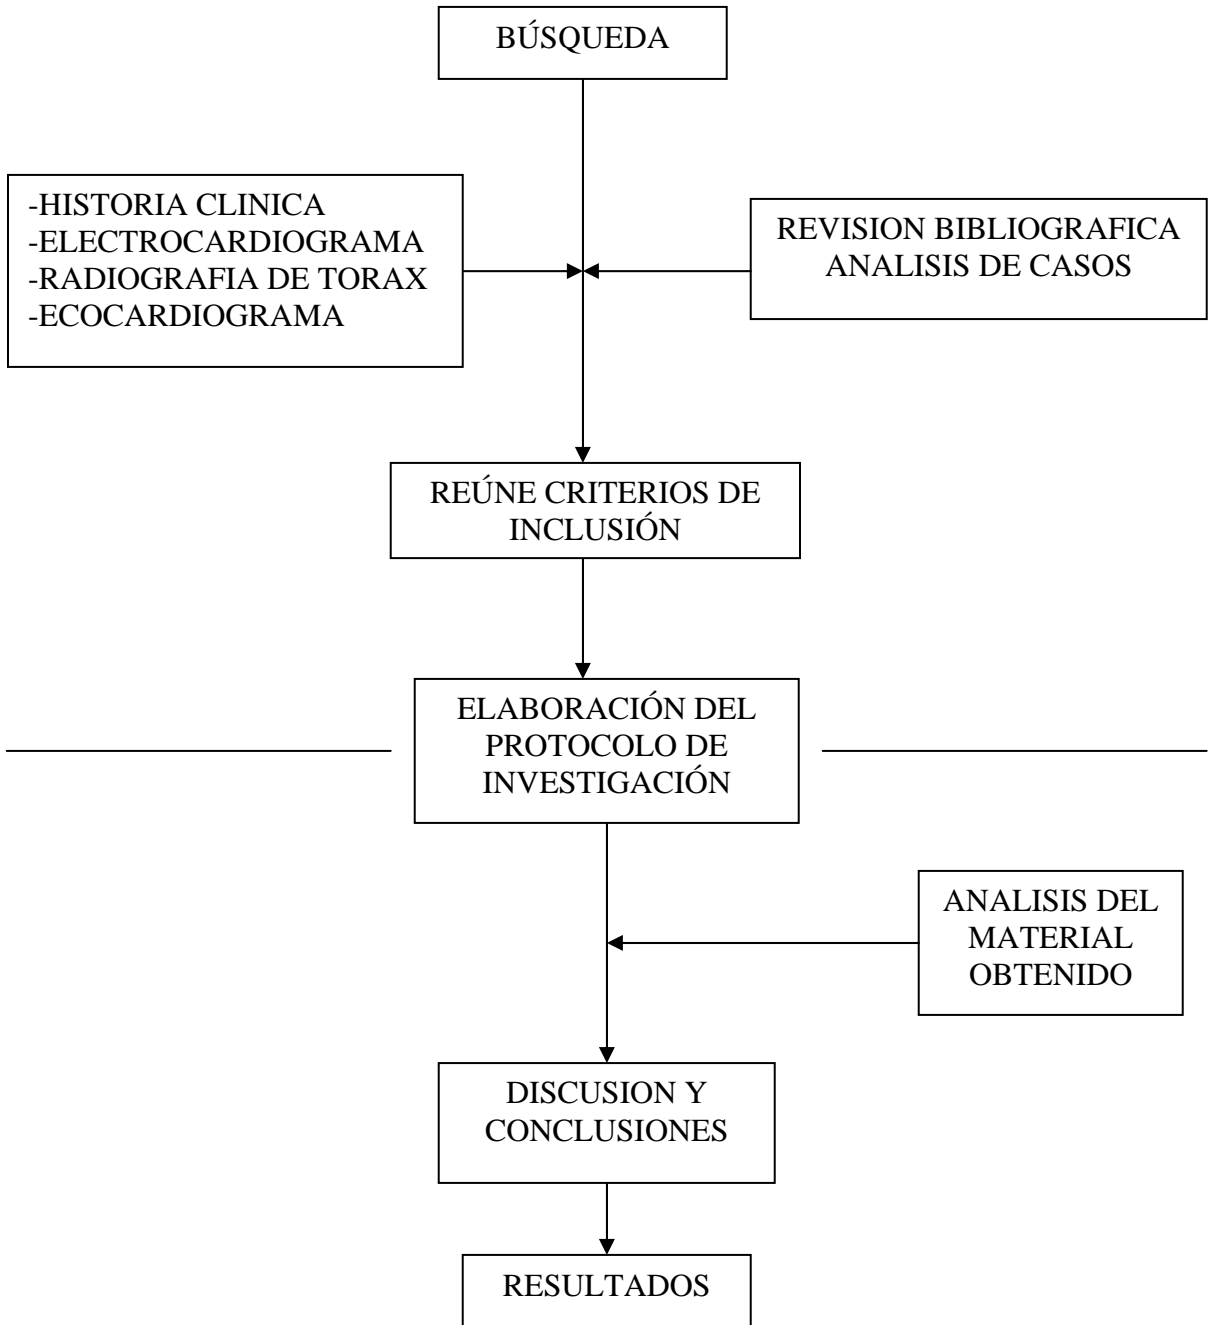 BÚSQUEDA
-HISTORIA CLINICA
-ELECTROCARDIOGRAMA
-RADIOGRAFIA DE TORAX
-ECOCARDIOGRAMA
REVISION BIBLIOGRAFICA
ANALISIS DE CASOS
REÚNE CRITERIOS DE
INCLUSIÓN
ELABORACIÓN DEL
PROTOCOLO DE
INVESTIGACIÓN
ANALISIS DEL
MATERIAL
OBTENIDO
DISCUSION Y
CONCLUSIONES
RESULTADOS